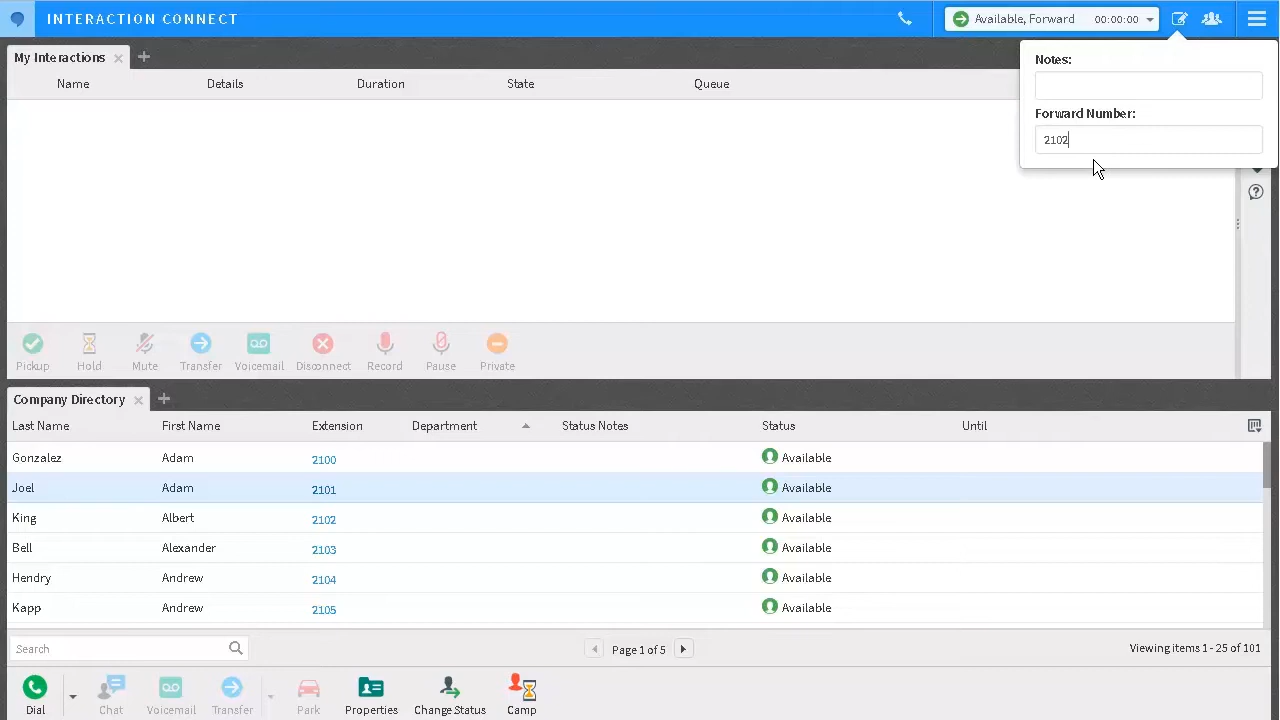 INTERACTION CONNECT
Available, Forward 00:00:00
My Interactions
Name Details Duration State Queue
Notes:
Forward Number:
2102
Pickup Hold Mute Transfer Voicemail Disconnect Record Pause Private
Company Directory
Last Name First Name Extension Department Status Notes Status Until
Gonzalez Adam 2100 Available
Joel Adam 2101 Available
King Albert 2102 Available
Bell Alexander 2103 Available
Hendry Andrew 2104 Available
Kapp Andrew 2105 Available
Search Page 1 of 5 Viewing items 1 - 25 of 101
Dial Chat Voicemail Transfer Park Properties Change Status Camp